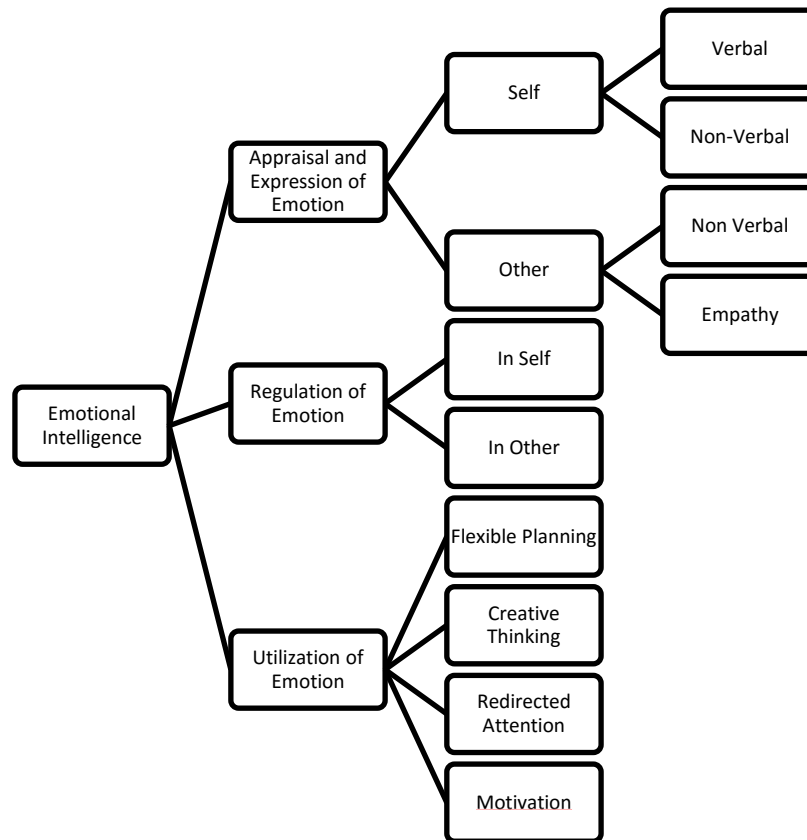 Verbal
Self
Non-Verbal
Appraisal and
Expression of
Emotion
Non Verbal
Other
Empathy
In Self
Regulation of
Emotion
Emotional
Intelligence
In Other
Flexible Planning
Creative
Thinking
Utilization of
Emotion
Redirected
Attention
Motivation